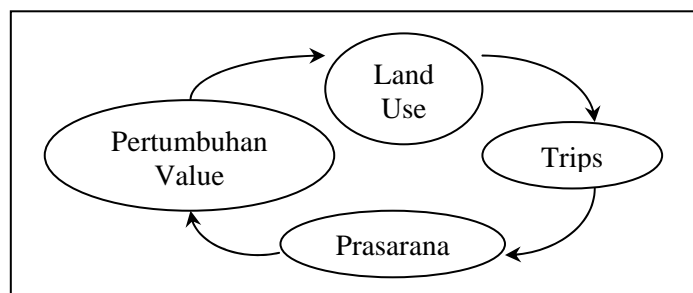 Land
Use
Trips
Prasarana
Pertumbuhan
Value